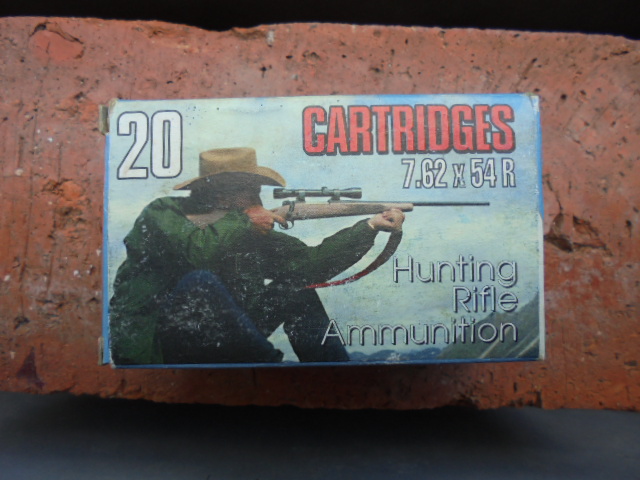 20
CARTRIDGES
7.62 x 54 R
Hunting
Rifle
Ammunition